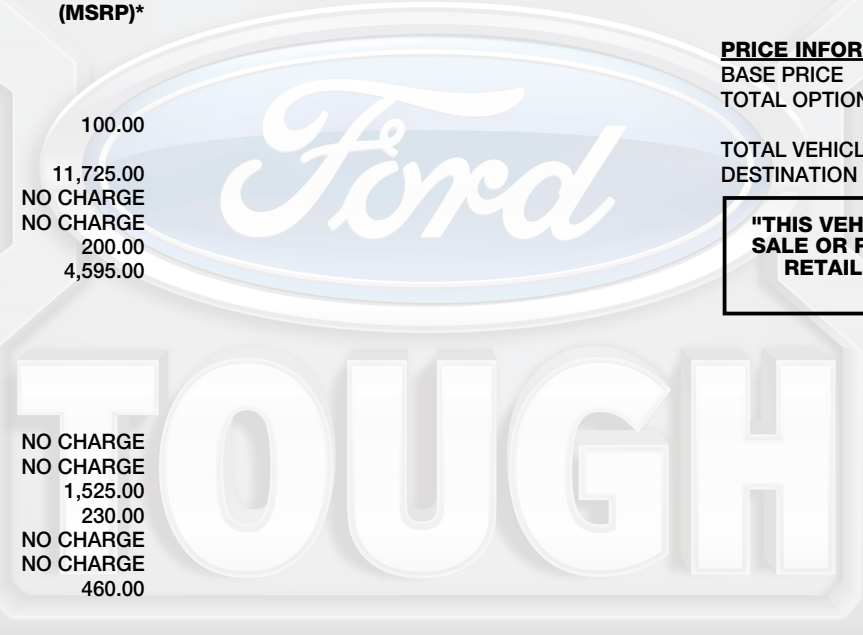 (MSRP)*
100.00
11,725.00
NO CHARGE
NO CHARGE
200.00
4,595.00
NO CHARGE
NO CHARGE
1,525.00
230.00
NO CHARGE
NO CHARGE
460.00
PRICE INFOR
BASE PRICE
TOTAL OPTION
TOTAL VEHICL
DESTINATION
"THIS VEH
SALE OR F
RETAIL
Ford
TOUGH